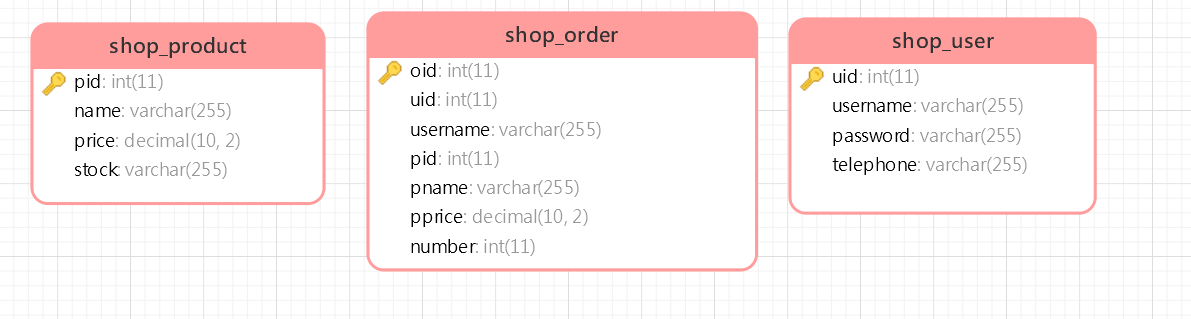 shop_product
pid: int(11)
name: varchar(255)
price: decimal(10, 2)
stock: varchar(255)
shop_order
oid: int(11)
uid: int(11)
username: varchar(255)
pid: int(11)
pname: varchar(255)
pprice: decimal(10, 2)
number: int(11)
shop_user
uid: int(11)
username: varchar(255)
password: varchar(255)
telephone: varchar(255)